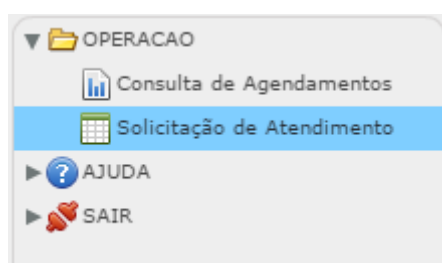 OPERACAO
Consulta de Agendamentos
Solicitação de Atendimento
AJUDA
SAIR